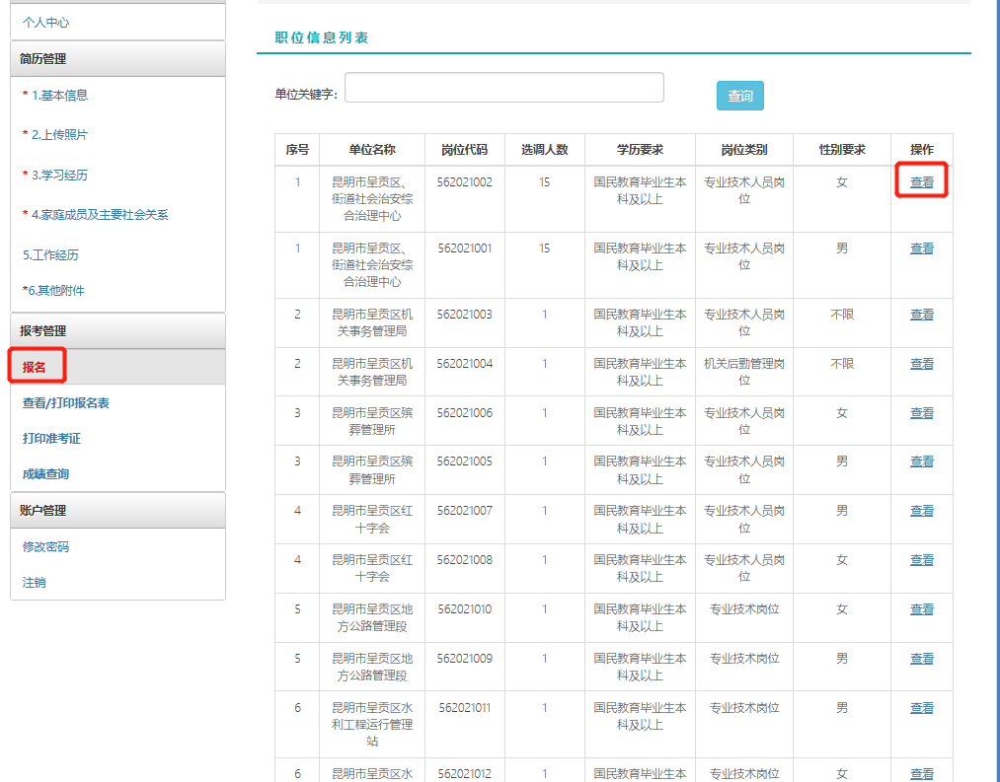 个人中心
简历管理
* 1.基本信息
* 2.上传照片
* 3.学习经历
* 4.家庭成员及主要社会关系
5.工作经历
*6.其他附件
报考管理
报名
查看/打印报名表
打印准考证
成绩查询
账户管理
修改密码
注销
职位信息列表
单位关键字:
查询
序号 单位名称 岗位代码 选调人数 学历要求 岗位类别 性别要求 操作
1 昆明市呈贡区、 562021002 15 国民教育毕业生本 专业技术人员岗 女 查看
街道社会治安综 科及以上 位
合治理中心
1 昆明市呈贡区、 562021001 15 国民教育毕业生本 专业技术人员岗 男 查看
街道社会治安综 科及以上 位
合治理中心
2 昆明市呈贡区机 562021003 1 国民教育毕业生本 专业技术人员岗 不限 查看
关事务管理局 科及以上 位
2 昆明市呈贡区机 562021004 1 国民教育毕业生本 机关后勤管理岗 不限 查看
关事务管理局 科及以上 位
3 昆明市呈贡区殡 562021006 1 国民教育毕业生本 专业技术人员岗 女 查看
葬管理所 科及以上 位
3 昆明市呈贡区殡 562021005 1 国民教育毕业生本 专业技术人员岗 男 查看
葬管理所 科及以上 位
4 昆明市呈贡区红 562021007 1 国民教育毕业生本 专业技术人员岗 男 查看
十字会 科及以上 位
4 昆明市呈贡区红 562021008 1 国民教育毕业生本 专业技术人员岗 女 查看
十字会 科及以上 位
5 昆明市呈贡区地 562021010 1 国民教育毕业生本 专业技术岗位 女 查看
方公路管理段 科及以上
5 昆明市呈贡区地 562021009 1 国民教育毕业生本 专业技术岗位 男 查看
方公路管理段 科及以上
6 昆明市呈贡区水 562021011 1 国民教育毕业生本 专业技术岗位 男 查看
利工程运行管理 科及以上
站
6 昆明市呈贡区水 562021012 1 国民教育毕业生本 专业技术岗位 女 查看